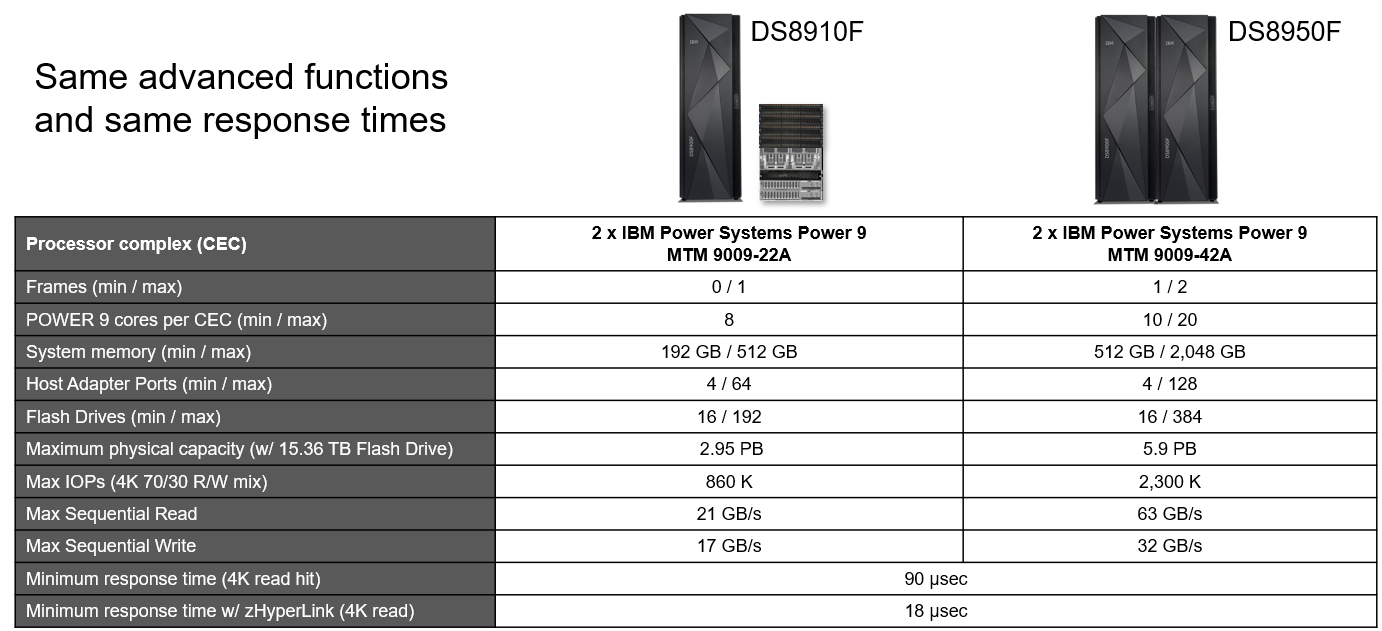 DS8910F
DS8950F
Same advanced functions
and same response times
IBM
DS8900F
IBM
DS8900F
IBM
DS8900F
Processor complex (CEC)
2 x IBM Power Systems Power 9
MTM 9009-22A
2 x IBM Power Systems Power 9
MTM 9009-42A
Frames (min / max)
0 / 1
1 / 2
POWER 9 cores per CEC (min / max)
8
10 / 20
System memory (min / max)
192 GB / 512 GB
512 GB / 2,048 GB
Host Adapter Ports (min / max)
4 / 64
4 / 128
Flash Drives (min / max)
16 / 192
16 / 384
Maximum physical capacity (w/ 15.36 TB Flash Drive)
2.95 PB
5.9 PB
Max IOPs (4K 70/30 R/W mix)
860 K
2,300 K
Max Sequential Read
21 GB/s
63 GB/s
Max Sequential Write
17 GB/s
32 GB/s
Minimum response time (4K read hit)
90 µsec
Minimum response time w/ zHyperLink (4K read)
18 µsec